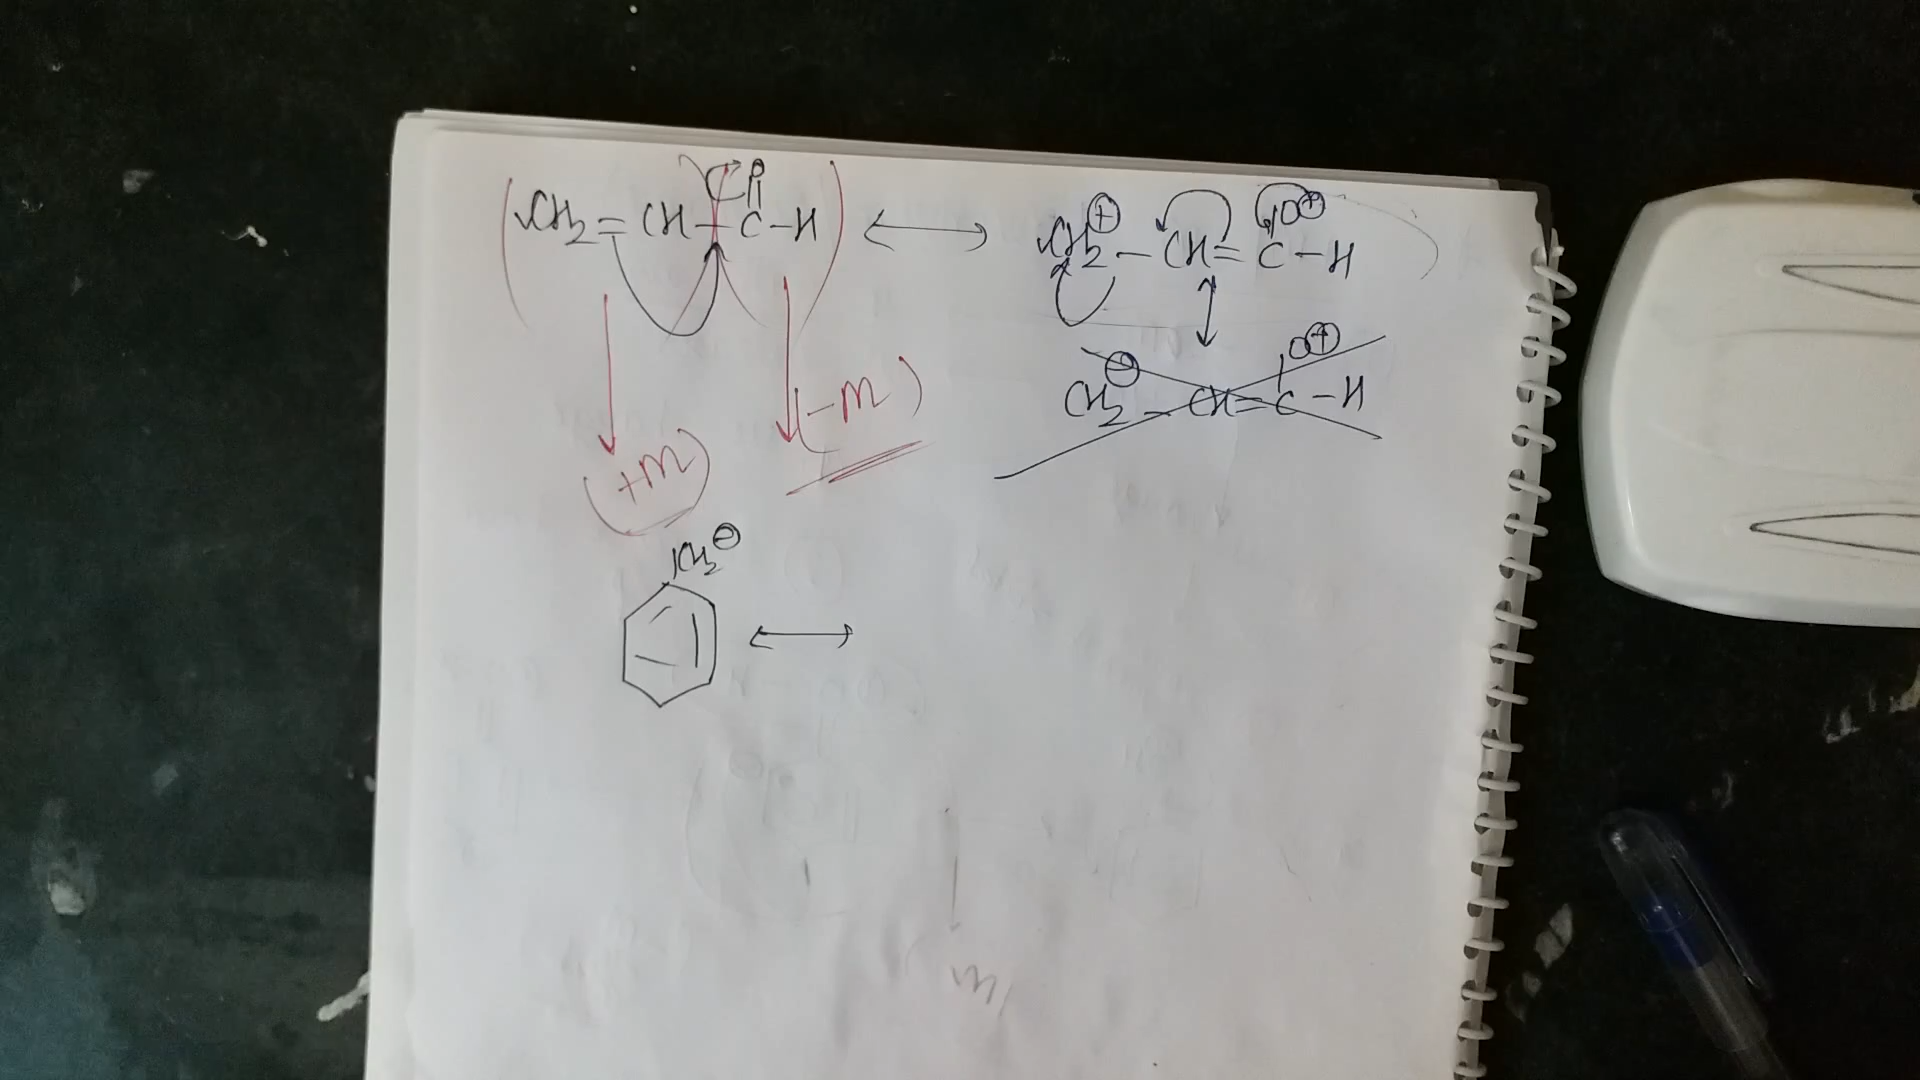 CH2 = CH - C - H ↔ CH2 - CH = C - H
O
⊕ O⊕
⊖ O⊕
CH2 - CH = C - H
(-M)
(+M)
CH2⊖
↔